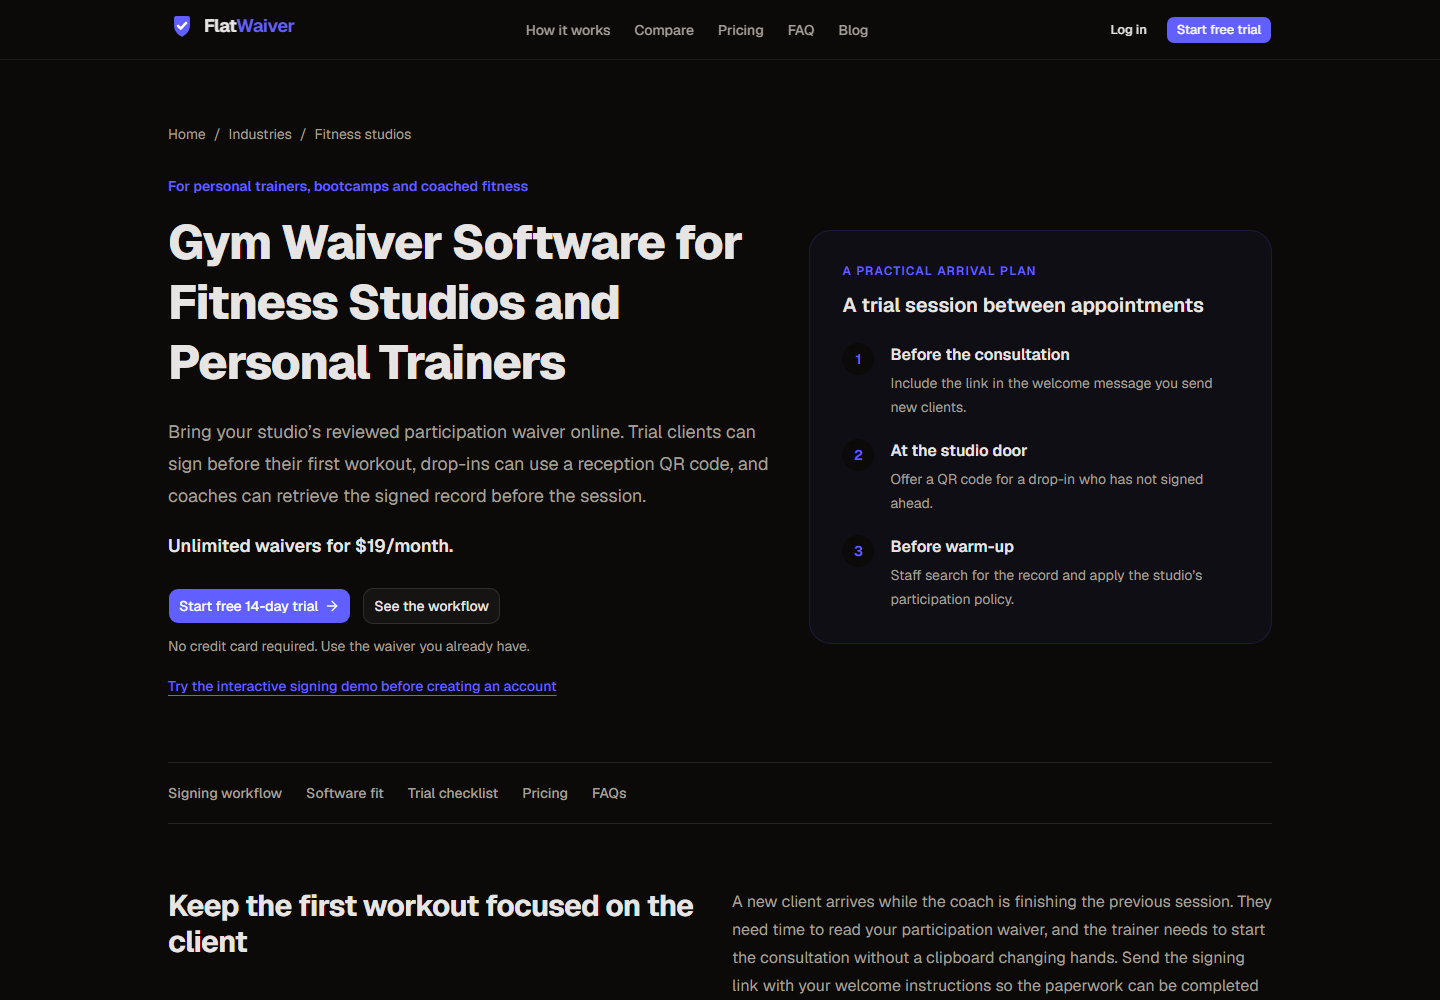 FlatWaiver
How it works
Compare
Pricing
FAQ
Blog
Log in
Start free trial
Home / Industries / Fitness studios
For personal trainers, bootcamps and coached fitness
Gym Waiver Software for
Fitness Studios and
Personal Trainers
Bring your studio’s reviewed participation waiver online. Trial clients can
sign before their first workout, drop-ins can use a reception QR code, and
coaches can retrieve the signed record before the session.
Unlimited waivers for $19/month.
Start free 14-day trial →
See the workflow
No credit card required. Use the waiver you already have.
Try the interactive signing demo before creating an account
A PRACTICAL ARRIVAL PLAN
A trial session between appointments
1
Before the consultation
Include the link in the welcome message you send
new clients.
2
At the studio door
Offer a QR code for a drop-in who has not signed
ahead.
3
Before warm-up
Staff search for the record and apply the studio's
participation policy.
Signing workflow
Software fit
Trial checklist
Pricing
FAQs
Keep the first workout focused on the
client
A new client arrives while the coach is finishing the previous session. They
need time to read your participation waiver, and the trainer needs to start
the consultation without a clipboard changing hands. Send the signing
link with your welcome instructions so the paperwork can be completed